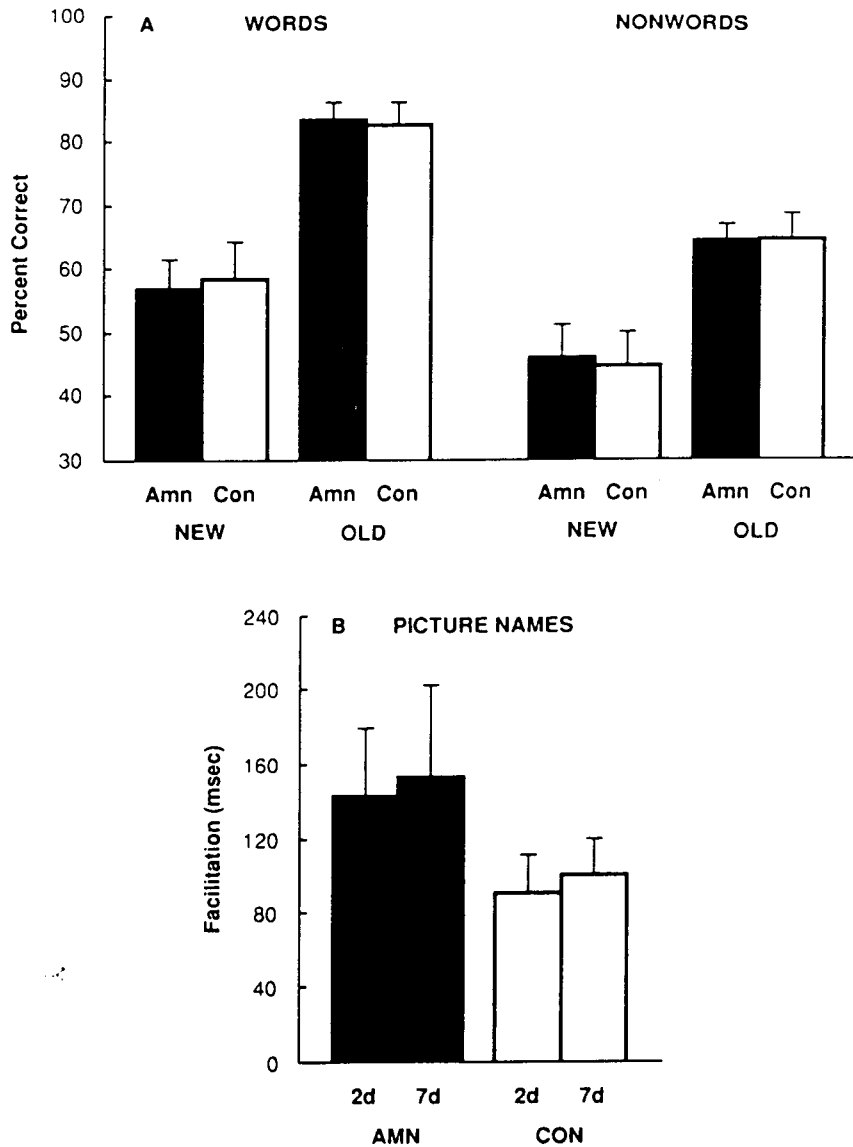 A WORDS NONWORDS
100
90
80
70
60
50
40
30
Percent Correct
Amn Con Amn Con Amn Con Amn Con
NEW OLD NEW OLD
B PICTURE NAMES
240
200
160
120
80
40
0
Facilitation (msec)
2d 7d 2d 7d
AMN CON